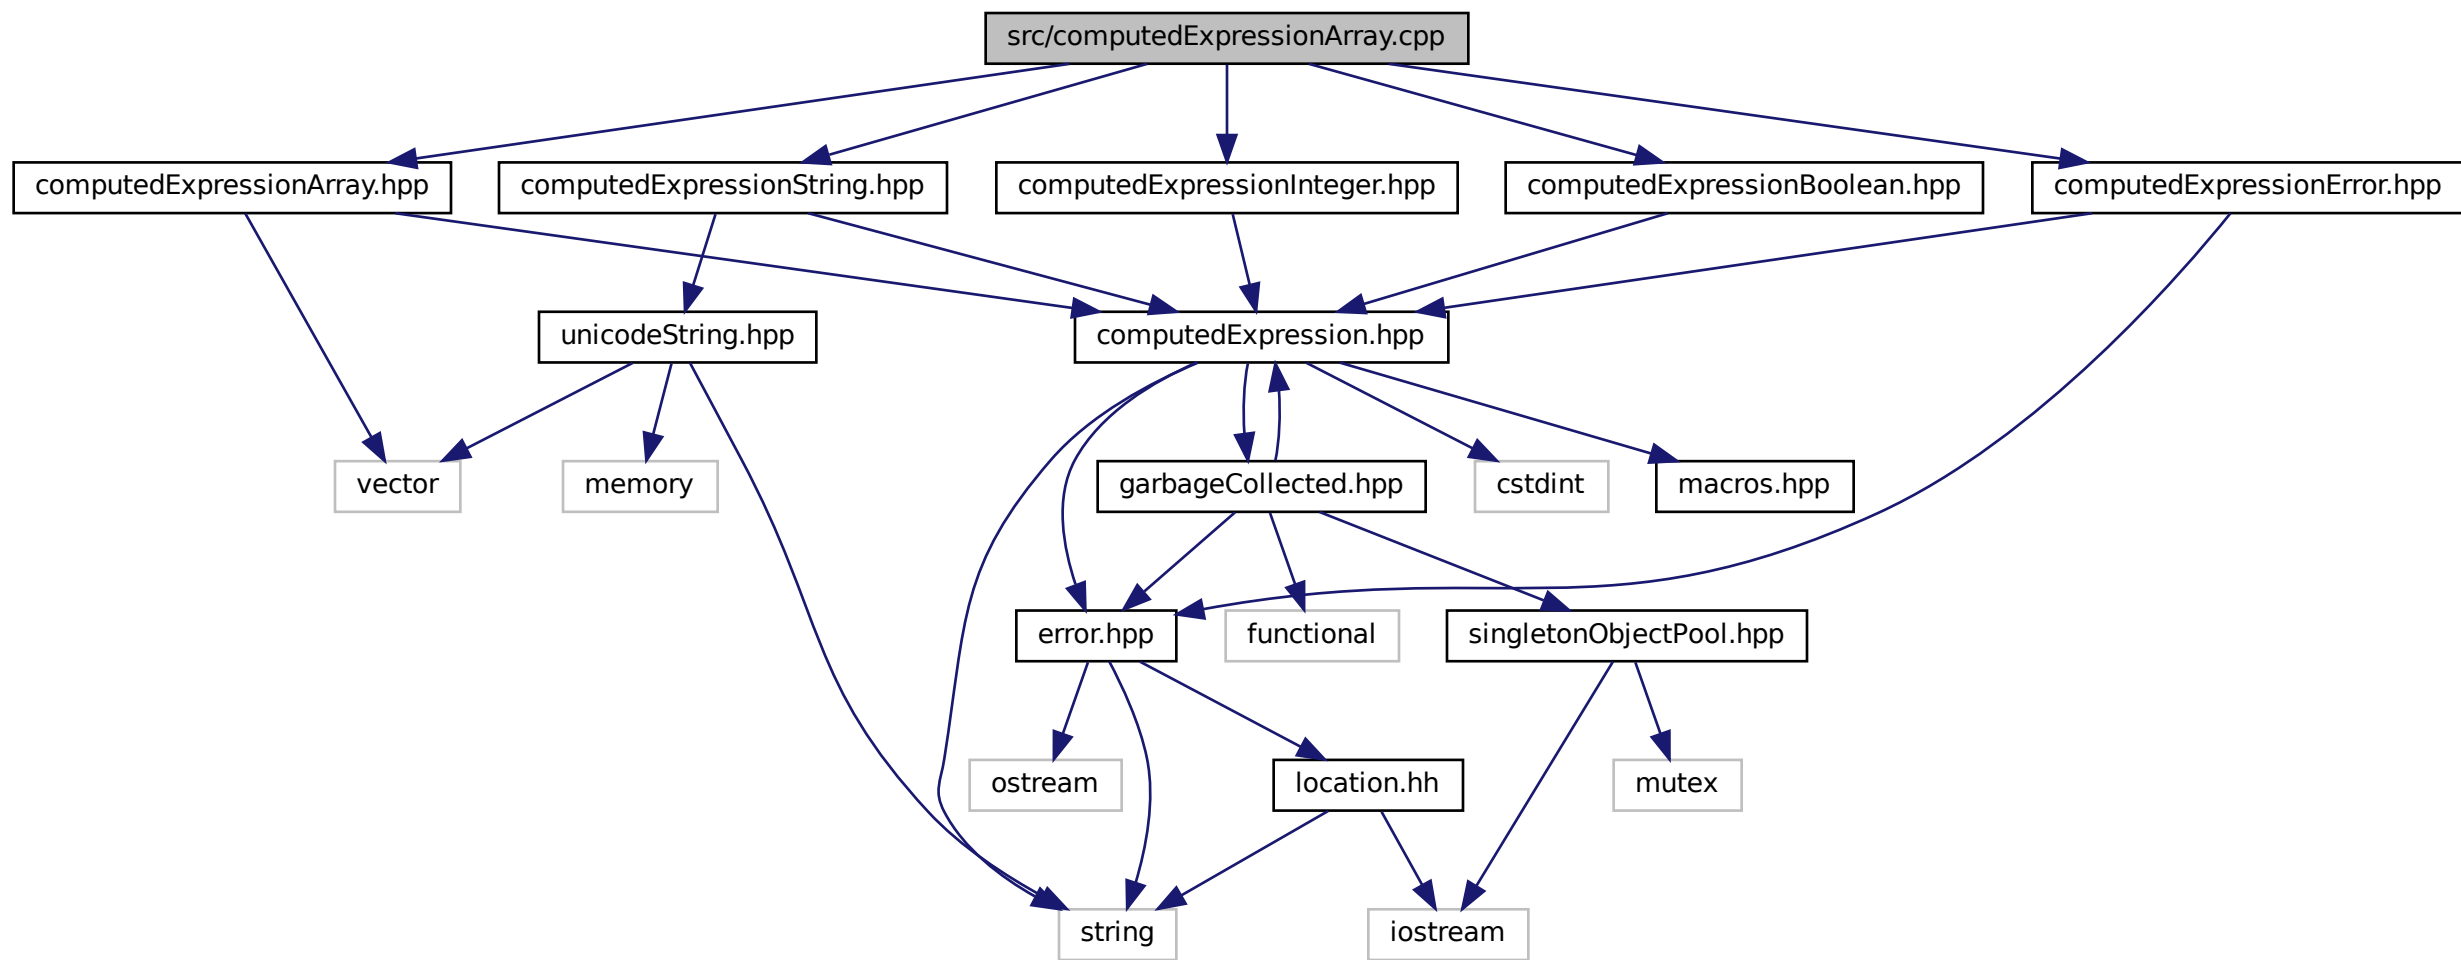 src/computedExpressionArray.cpp
computedExpressionArray.hpp
computedExpressionString.hpp
computedExpressionInteger.hpp
computedExpressionBoolean.hpp
computedExpressionError.hpp
unicodeString.hpp
computedExpression.hpp
vector
memory
garbageCollected.hpp
cstdint
macros.hpp
error.hpp
functional
singletonObjectPool.hpp
ostream
location.hh
mutex
string
iostream